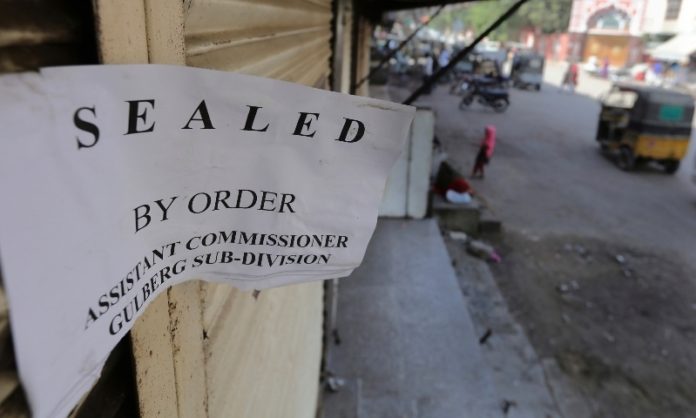 SEALED
BY ORDER
ASSISTANT COMMISSIONER
GULBERG SUB-DIVISION